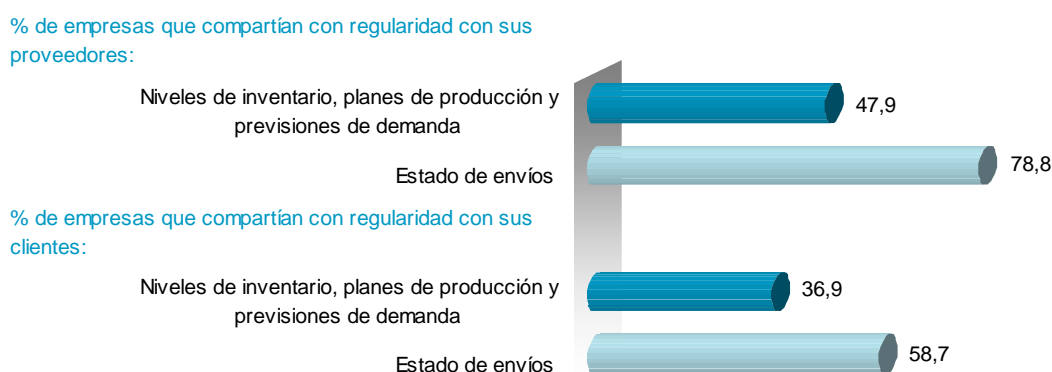 % de empresas que compartían con regularidad con sus
proveedores:
Niveles de inventario, planes de producción y
previsiones de demanda
47,9
Estado de envíos
78,8
% de empresas que compartían con regularidad con sus
clientes:
Niveles de inventario, planes de producción y
previsiones de demanda
36,9
Estado de envíos
58,7